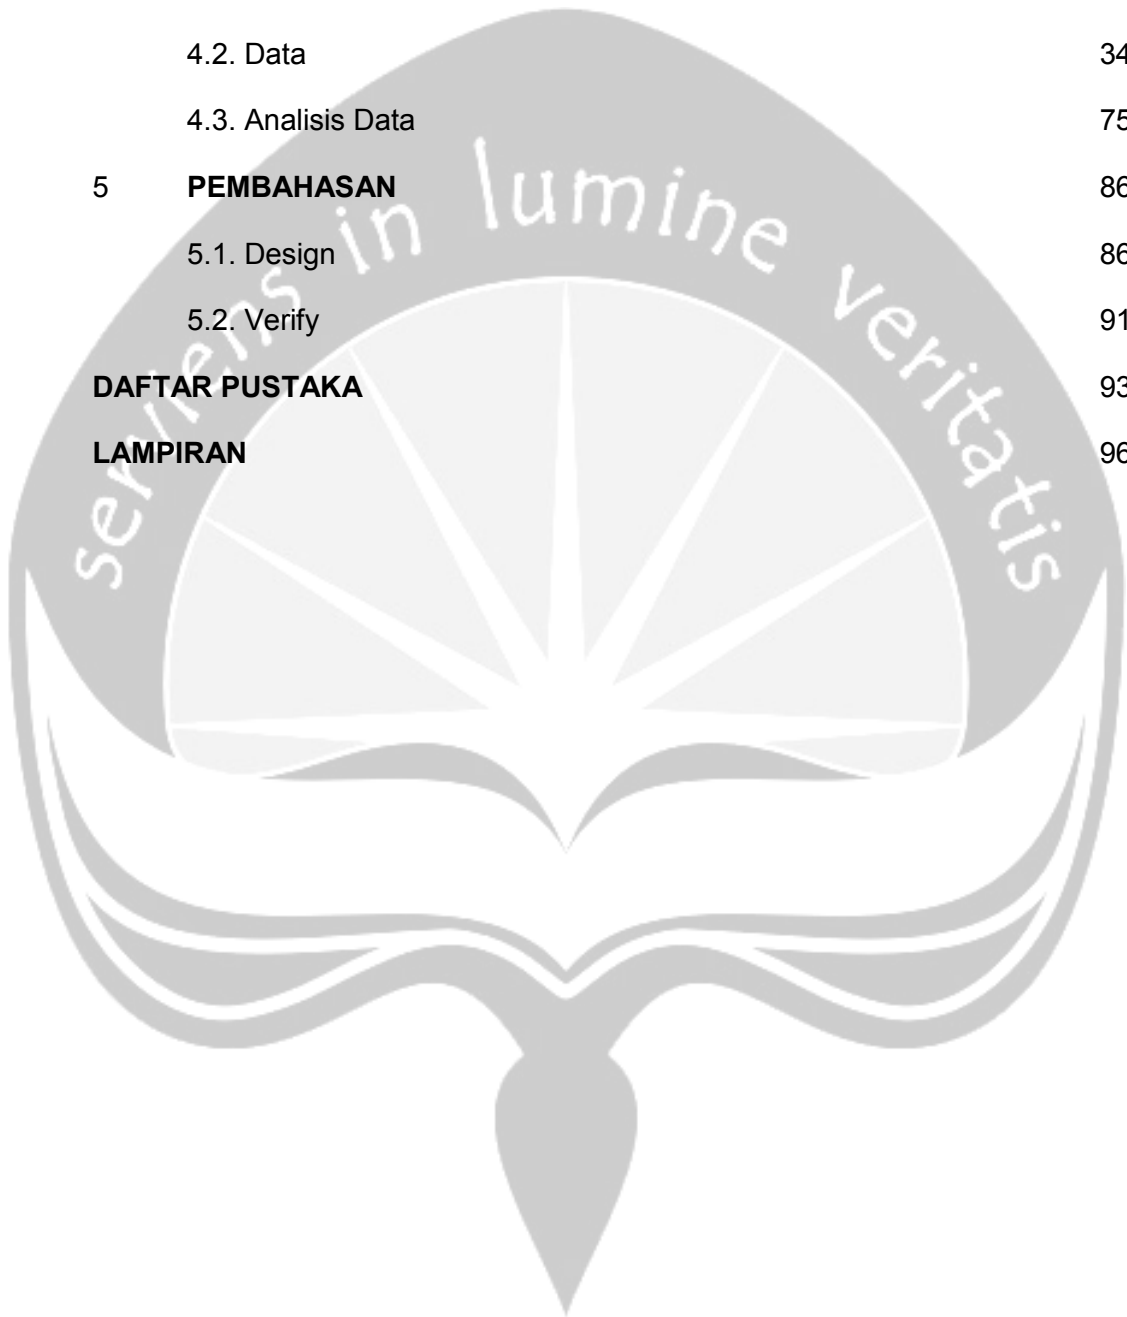 4.2. Data 34
4.3. Analisis Data 75
5 PEMBAHASAN 86
5.1. Design 86
5.2. Verify 91
DAFTAR PUSTAKA 93
LAMPIRAN 96
serviens in lumine veritatis